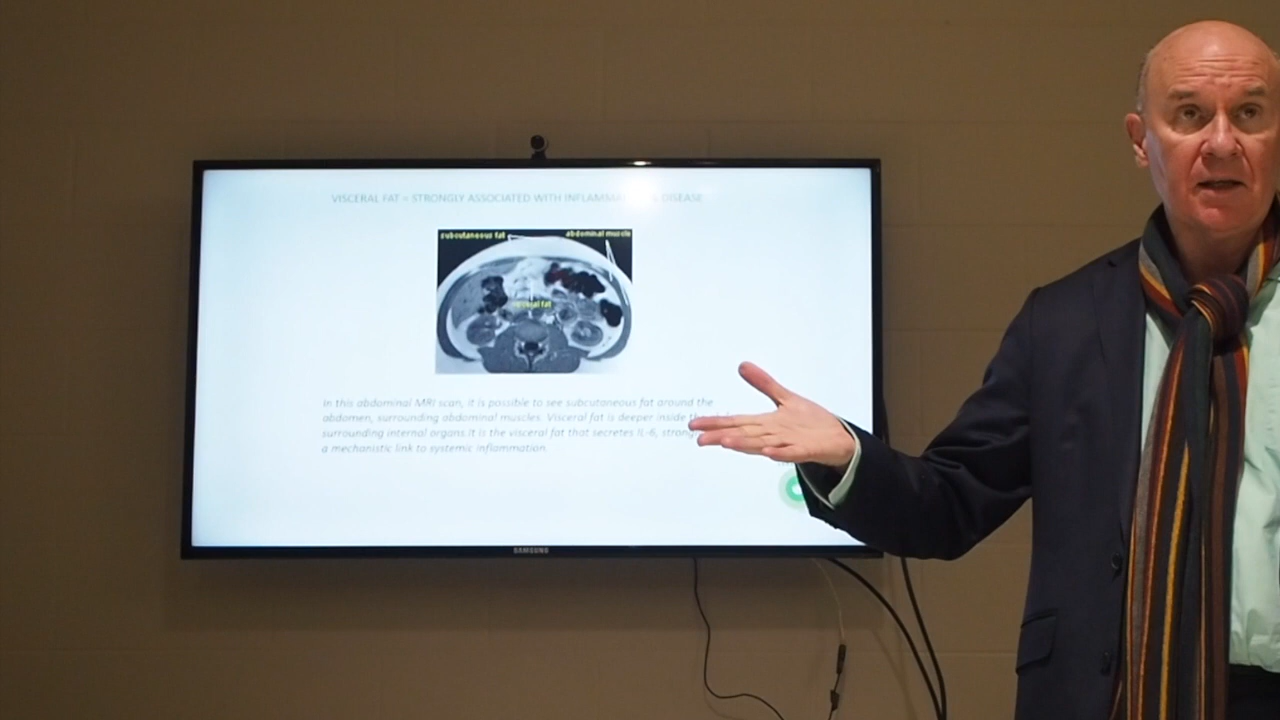 VISCERAL FAT = STRONGLY ASSOCIATED WITH DISEASE
subcutaneous fat abdominal muscle
visceral fat
In this abdominal MRI scan, it is possible to see subcutaneous fat around the
abdomen, surrounding abdominal muscles. Visceral fat is deeper inside
surrounding internal organs.It is the visceral fat that secretes IL-6,
a mechanistic link to systemic inflammation.
SAMSUNG